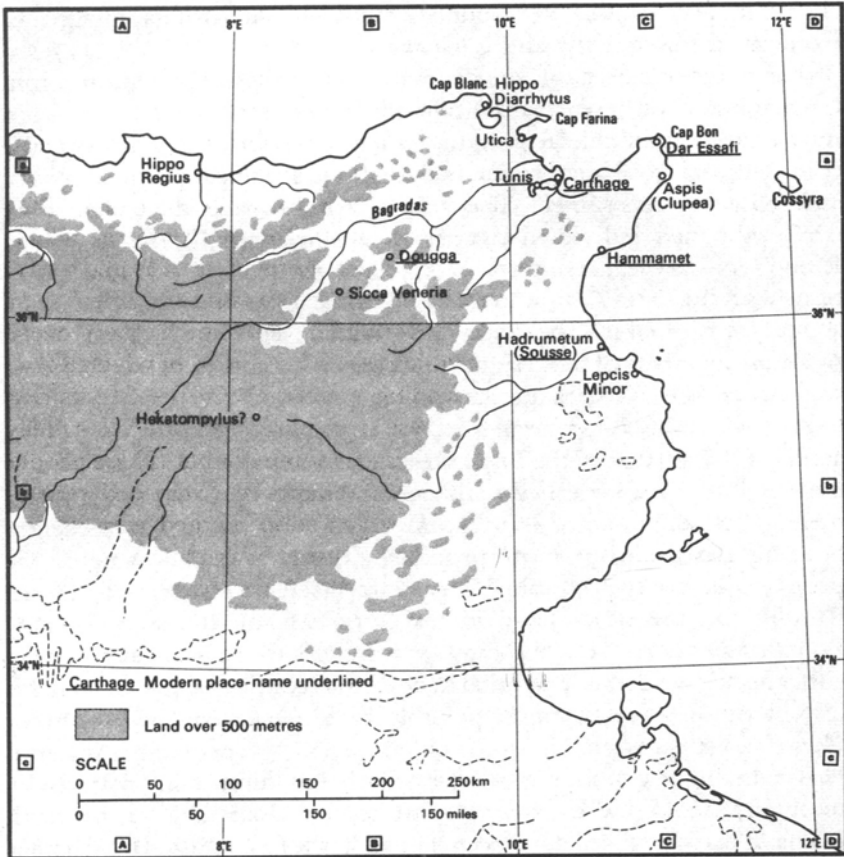 A 8°E B 10°E C 12°E D
Cap Blanc Hippo
Diarrhytus
Cap Farina
Utica
Cap Bon
Dar Essafi
a a
Hippo
Regius
Tunis Carthage
Aspis
(Clupea)
Cossyra
Bagradas
Dougga
Hammamet
Sicca Veneria
36°N 36°N
Hadrumetum
(Sousse)
Lepcis
Minor
Hekatompylus?
b b
34°N 34°N
Carthage Modern place-name underlined
Land over 500 metres
SCALE
0 50 100 150 200 250 km
0 50 100 150 miles
c c
A 8°E B 10°E C D